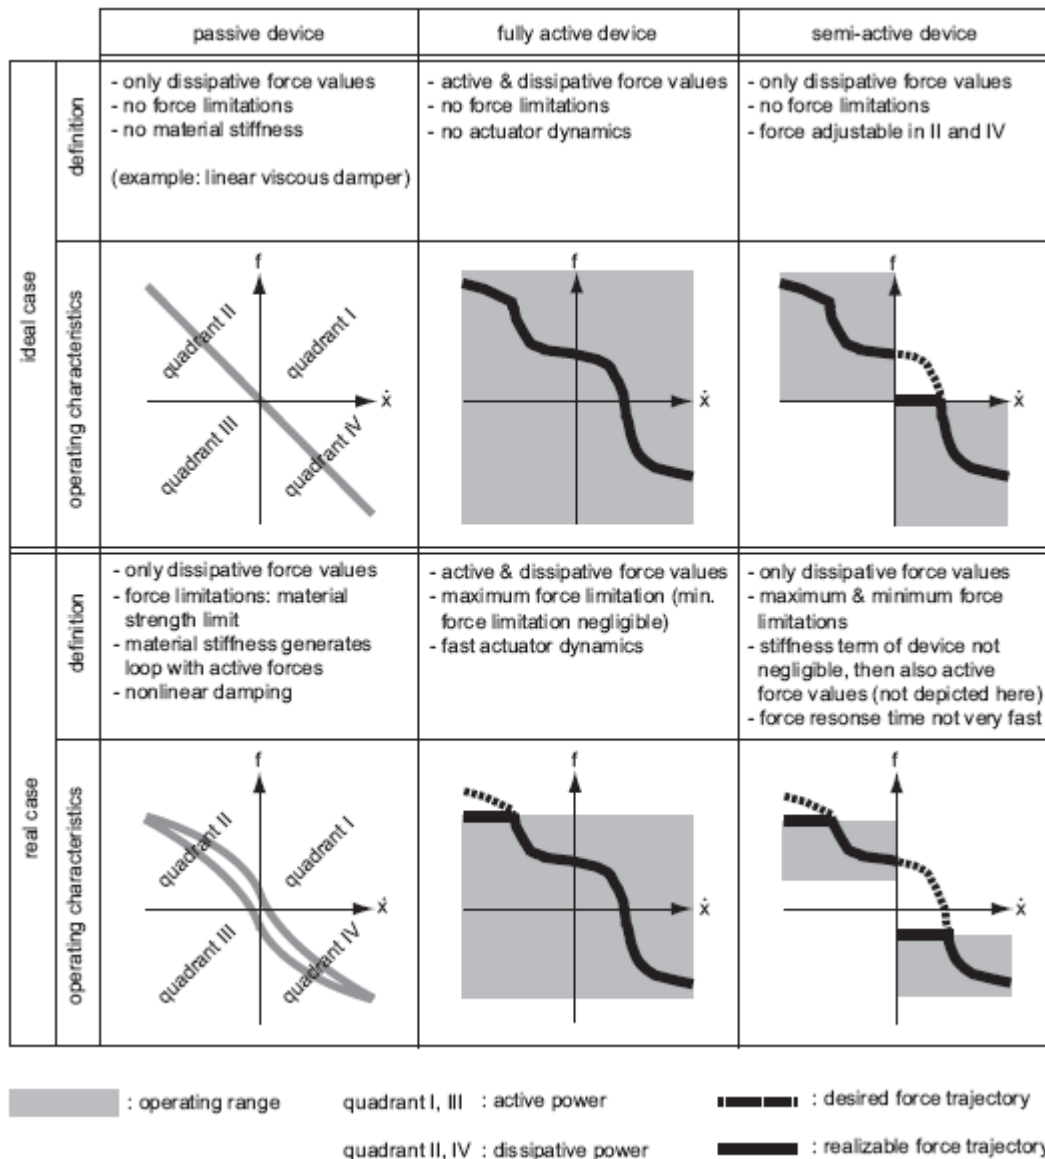 passive device
fully active device
semi-active device
ideal case
definition
- only dissipative force values
- no force limitations
- no material stiffness
(example: linear viscous damper)
- active & dissipative force values
- no force limitations
- no actuator dynamics
- only dissipative force values
- no force limitations
- force adjustable in II and IV
operating characteristics
f
quadrant II
quadrant I
ẋ
quadrant III
quadrant IV
f
ẋ
f
ẋ
real case
definition
- only dissipative force values
- force limitations: material
strength limit
- material stiffness generates
loop with active forces
- nonlinear damping
- active & dissipative force values
- maximum force limitation (min.
force limitation negligible)
- fast actuator dynamics
- only dissipative force values
- maximum & minimum force
limitations
- stiffness term of device not
negligible, then also active
force values (not depicted here)
- force resonse time not very fast
operating characteristics
f
quadrant II
quadrant I
ẋ
quadrant III
quadrant IV
f
ẋ
f
ẋ
: operating range
quadrant I, III : active power
: desired force trajectory
quadrant II, IV : dissipative power
: realizable force trajectory